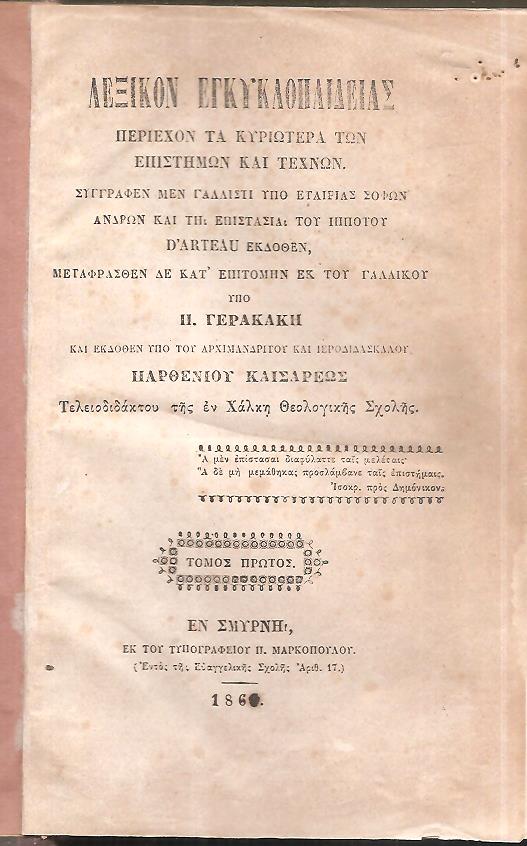 ΛΕΞΙΚΟΝ ΕΓΚΥΚΛΟΠΑΙΔΕΙΑΣ
ΠΕΡΙΕΧΟΝ ΤΑ ΚΥΡΙΩΤΕΡΑ ΤΩΝ
ΕΠΙΣΤΗΜΩΝ ΚΑΙ ΤΕΧΝΩΝ.
ΣΥΓΓΡΑΦΕΝ ΜΕΝ ΓΑΛΛΙΣΤΙ ΥΠΟ ΕΤΑΙΡΙΑΣ ΣΟΦΩΝ
ΑΝΔΡΩΝ ΚΑΙ ΤΗι ΕΠΙΣΤΑΣΙΑι ΤΟΥ ΙΠΠΟΤΟΥ
D'ARTEAU ΕΚΔΟΘΕΝ,
ΜΕΤΑΦΡΑΣΘΕΝ ΔΕ ΚΑΤ' ΕΠΙΤΟΜΗΝ ΕΚ ΤΟΥ ΓΑΛΛΙΚΟΥ
ΥΠΟ
Π. ΓΕΡΑΚΑΚΗ
ΚΑΙ ΕΚΔΟΘΕΝ ΥΠΟ ΤΟΥ ΑΡΧΙΜΑΝΔΡΙΤΟΥ ΚΑΙ ΙΕΡΟΔΙΔΑΣΚΑΛΟΥ
ΠΑΡΘΕΝΙΟΥ ΚΑΙΣΑΡΕΩΣ
Τελειοδιδάκτου τῆς ἐν Χάλκῃ Θεολογικῆς Σχολῆς.
Ἃ μὲν ἐπίστασαι διαφύλαττε ταῖς μελέταις·
Ἃ δὲ μὴ μεμάθηκας προσλάμβανε ταῖς ἐπιστήμαις.
Ἰσοκρ. πρὸς Δημόνικον.
ΤΟΜΟΣ ΠΡΩΤΟΣ.
ΕΝ ΣΜΥΡΝΗι,
ΕΚ ΤΟΥ ΤΥΠΟΓΡΑΦΕΙΟΥ Π. ΜΑΡΚΟΠΟΥΛΟΥ.
(Ἐντὸς τῆς Εὐαγγελικῆς Σχολῆς Ἀριθ. 17.)